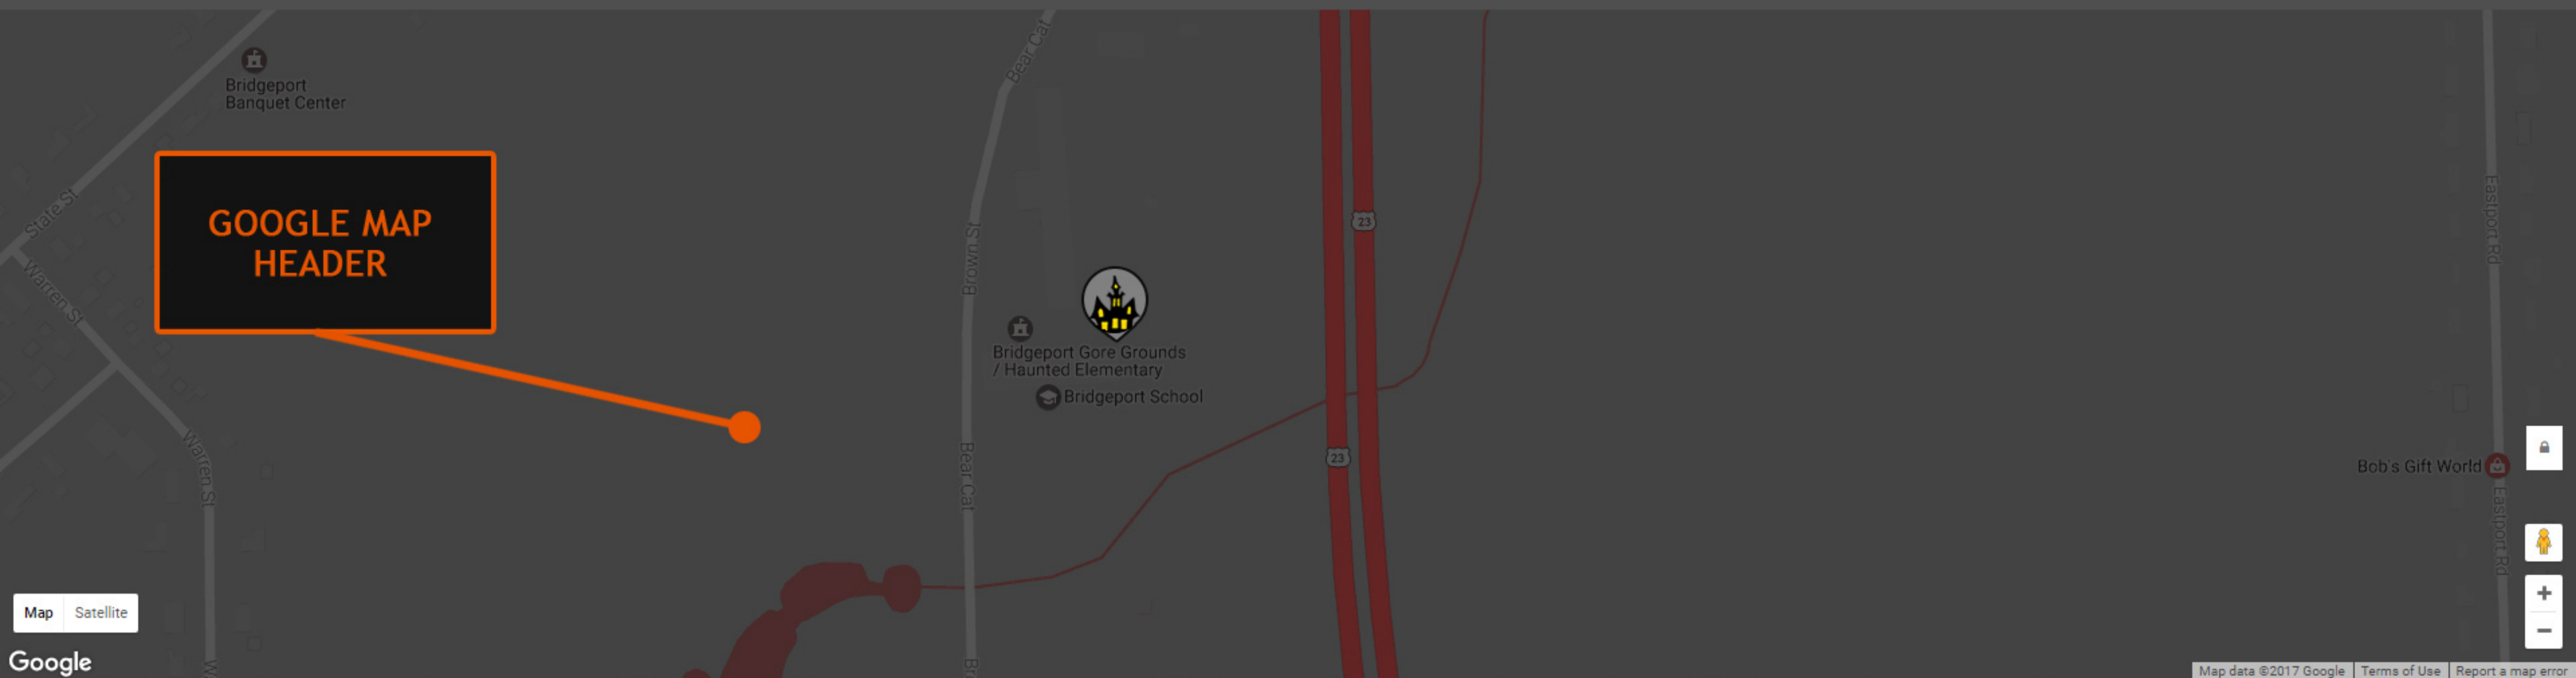 Bear Cat
Bridgeport
Banquet Center
State St
GOOGLE MAP
HEADER
Eastport Rd
23
Brown St
Warren St
Bridgeport Gore Grounds
/ Haunted Elementary
Bridgeport School
Warren St
Bear Cat
23
Bob's Gift World
Eastport Rd
Map Satellite
W
Br
Google
Map data ©2017 Google Terms of Use Report a map error